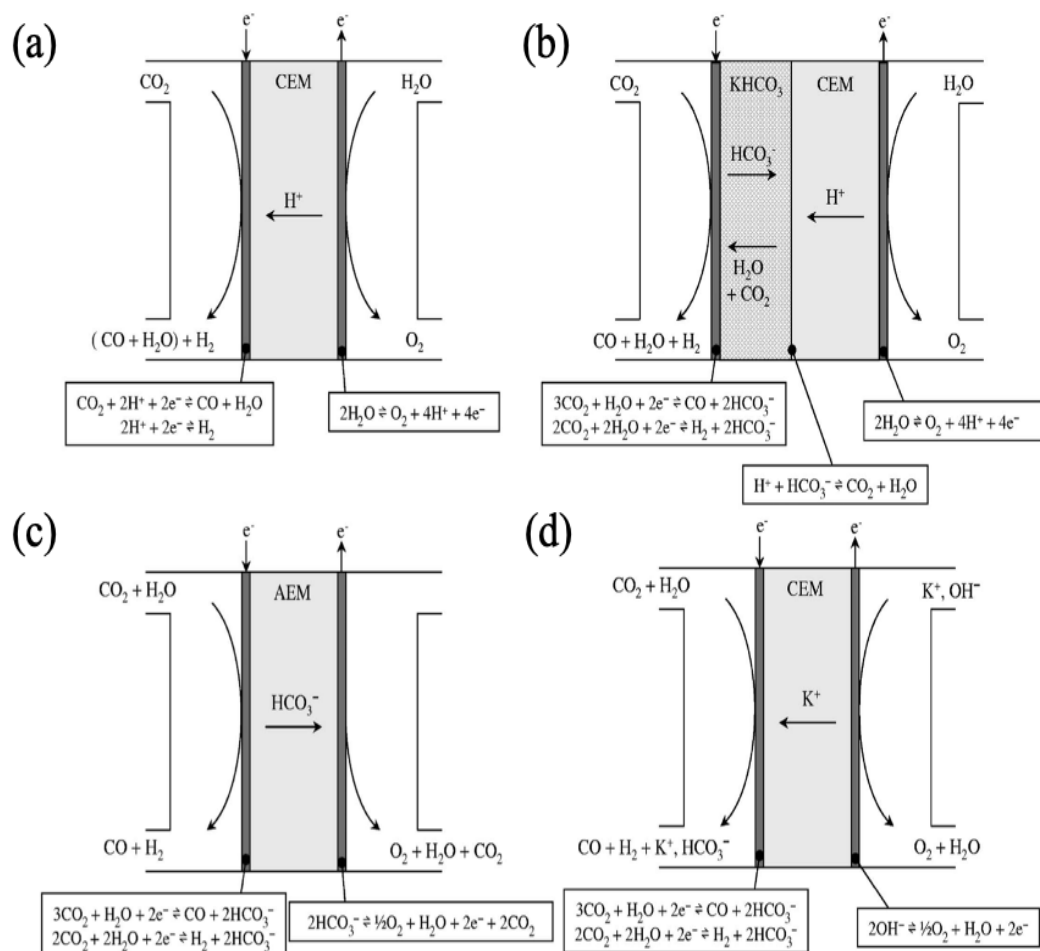 (a)
e⁻ e⁻
CO₂ CEM H₂O
H⁺
( CO + H₂O) + H₂ O₂
CO₂ + 2H⁺ + 2e⁻ ⇌ CO + H₂O
2H⁺ + 2e⁻ ⇌ H₂
2H₂O ⇌ O₂ + 4H⁺ + 4e⁻
(b)
e⁻ e⁻
CO₂ KHCO₃ CEM H₂O
HCO₃⁻
H⁺
H₂O
+ CO₂
CO + H₂O + H₂ O₂
3CO₂ + H₂O + 2e⁻ ⇌ CO + 2HCO₃⁻
2CO₂ + 2H₂O + 2e⁻ ⇌ H₂ + 2HCO₃⁻
2H₂O ⇌ O₂ + 4H⁺ + 4e⁻
H⁺ + HCO₃⁻ ⇌ CO₂ + H₂O
(c)
e⁻ e⁻
CO₂ + H₂O AEM
HCO₃⁻
CO + H₂ O₂ + H₂O + CO₂
3CO₂ + H₂O + 2e⁻ ⇌ CO + 2HCO₃⁻
2CO₂ + 2H₂O + 2e⁻ ⇌ H₂ + 2HCO₃⁻
2HCO₃⁻ ⇌ ½O₂ + H₂O + 2e⁻ + 2CO₂
(d)
e⁻ e⁻
CO₂ + H₂O CEM K⁺, OH⁻
K⁺
CO + H₂ + K⁺, HCO₃⁻ O₂ + H₂O
3CO₂ + H₂O + 2e⁻ ⇌ CO + 2HCO₃⁻
2CO₂ + 2H₂O + 2e⁻ ⇌ H₂ + 2HCO₃⁻
2OH⁻ ⇌ ½O₂ + H₂O + 2e⁻